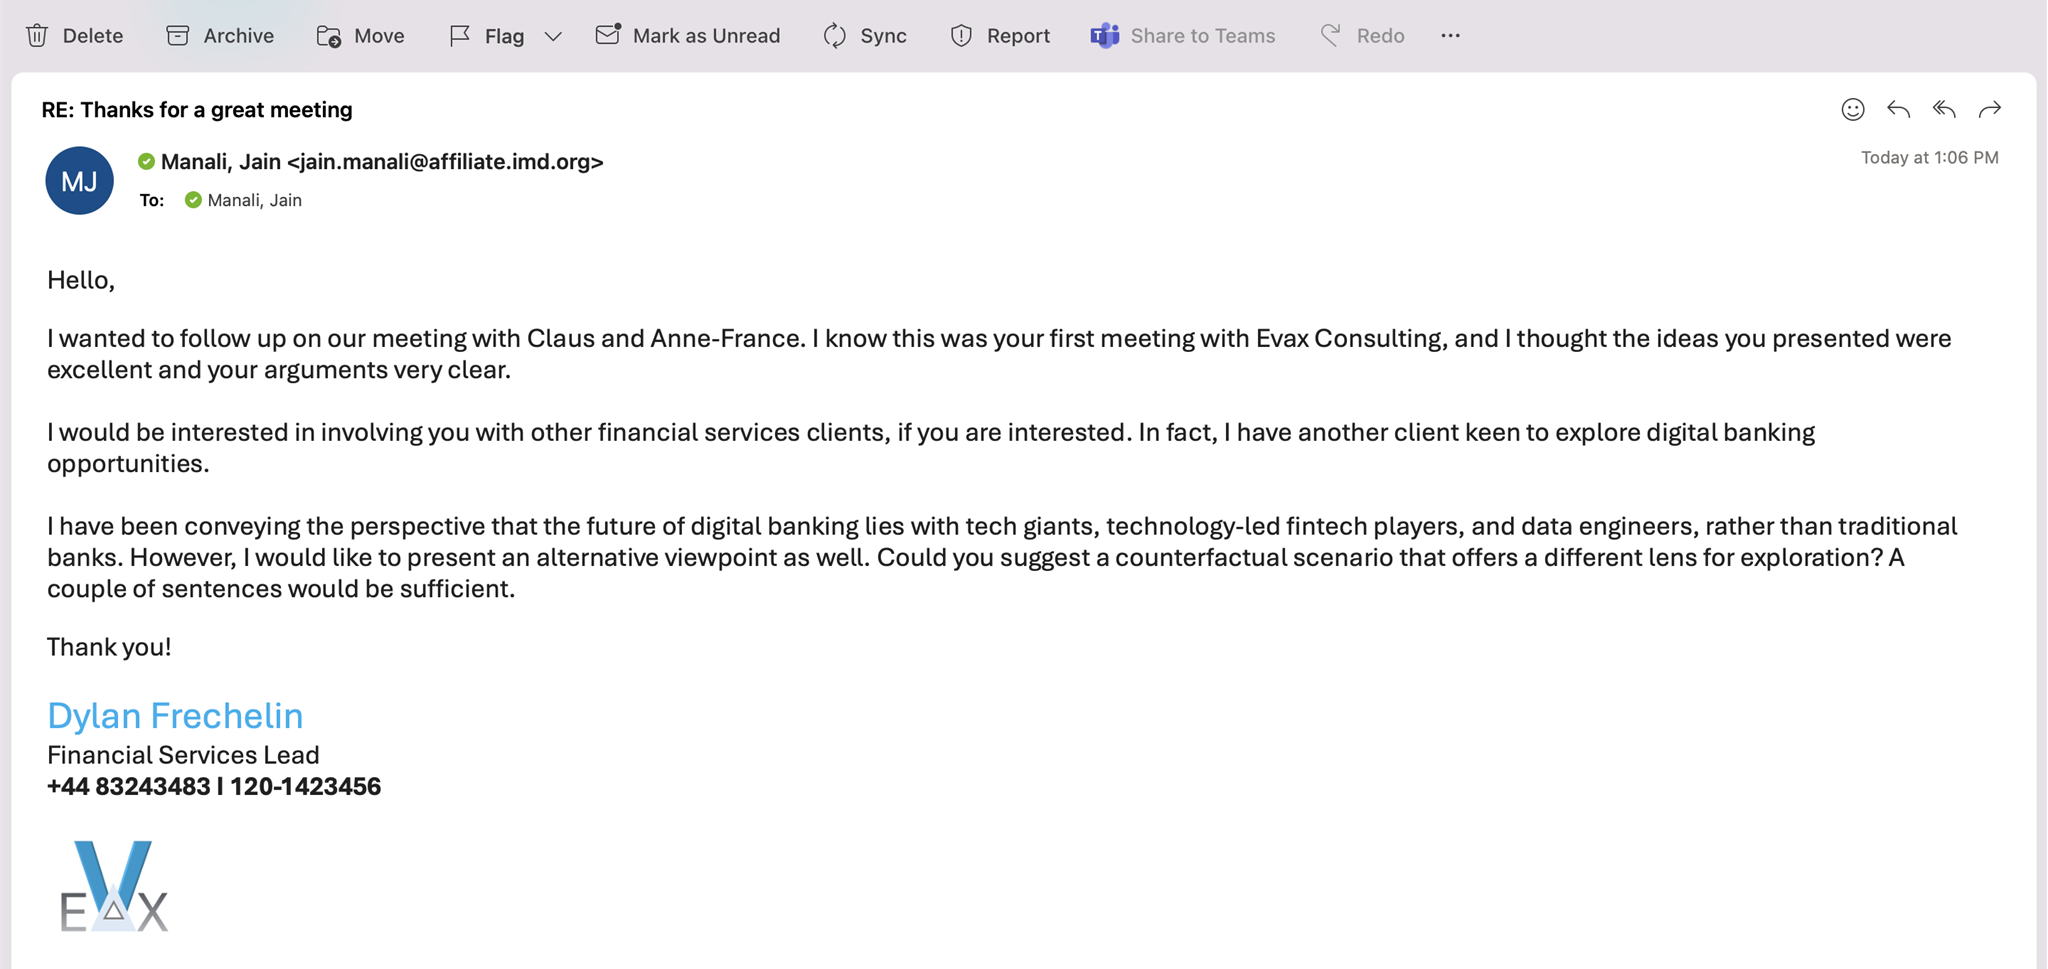 Delete Archive Move Flag Mark as Unread Sync Report Share to Teams Redo
RE: Thanks for a great meeting
MJ
Manali, Jain <jain.manali@affiliate.imd.org>
Today at 1:06 PM
To: Manali, Jain
Hello,
I wanted to follow up on our meeting with Claus and Anne-France. I know this was your first meeting with Evax Consulting, and I thought the ideas you presented were
excellent and your arguments very clear.
I would be interested in involving you with other financial services clients, if you are interested. In fact, I have another client keen to explore digital banking
opportunities.
I have been conveying the perspective that the future of digital banking lies with tech giants, technology-led fintech players, and data engineers, rather than traditional
banks. However, I would like to present an alternative viewpoint as well. Could you suggest a counterfactual scenario that offers a different lens for exploration? A
couple of sentences would be sufficient.
Thank you!
Dylan Frechelin
Financial Services Lead
+44 83243483 I 120-1423456
EVAX